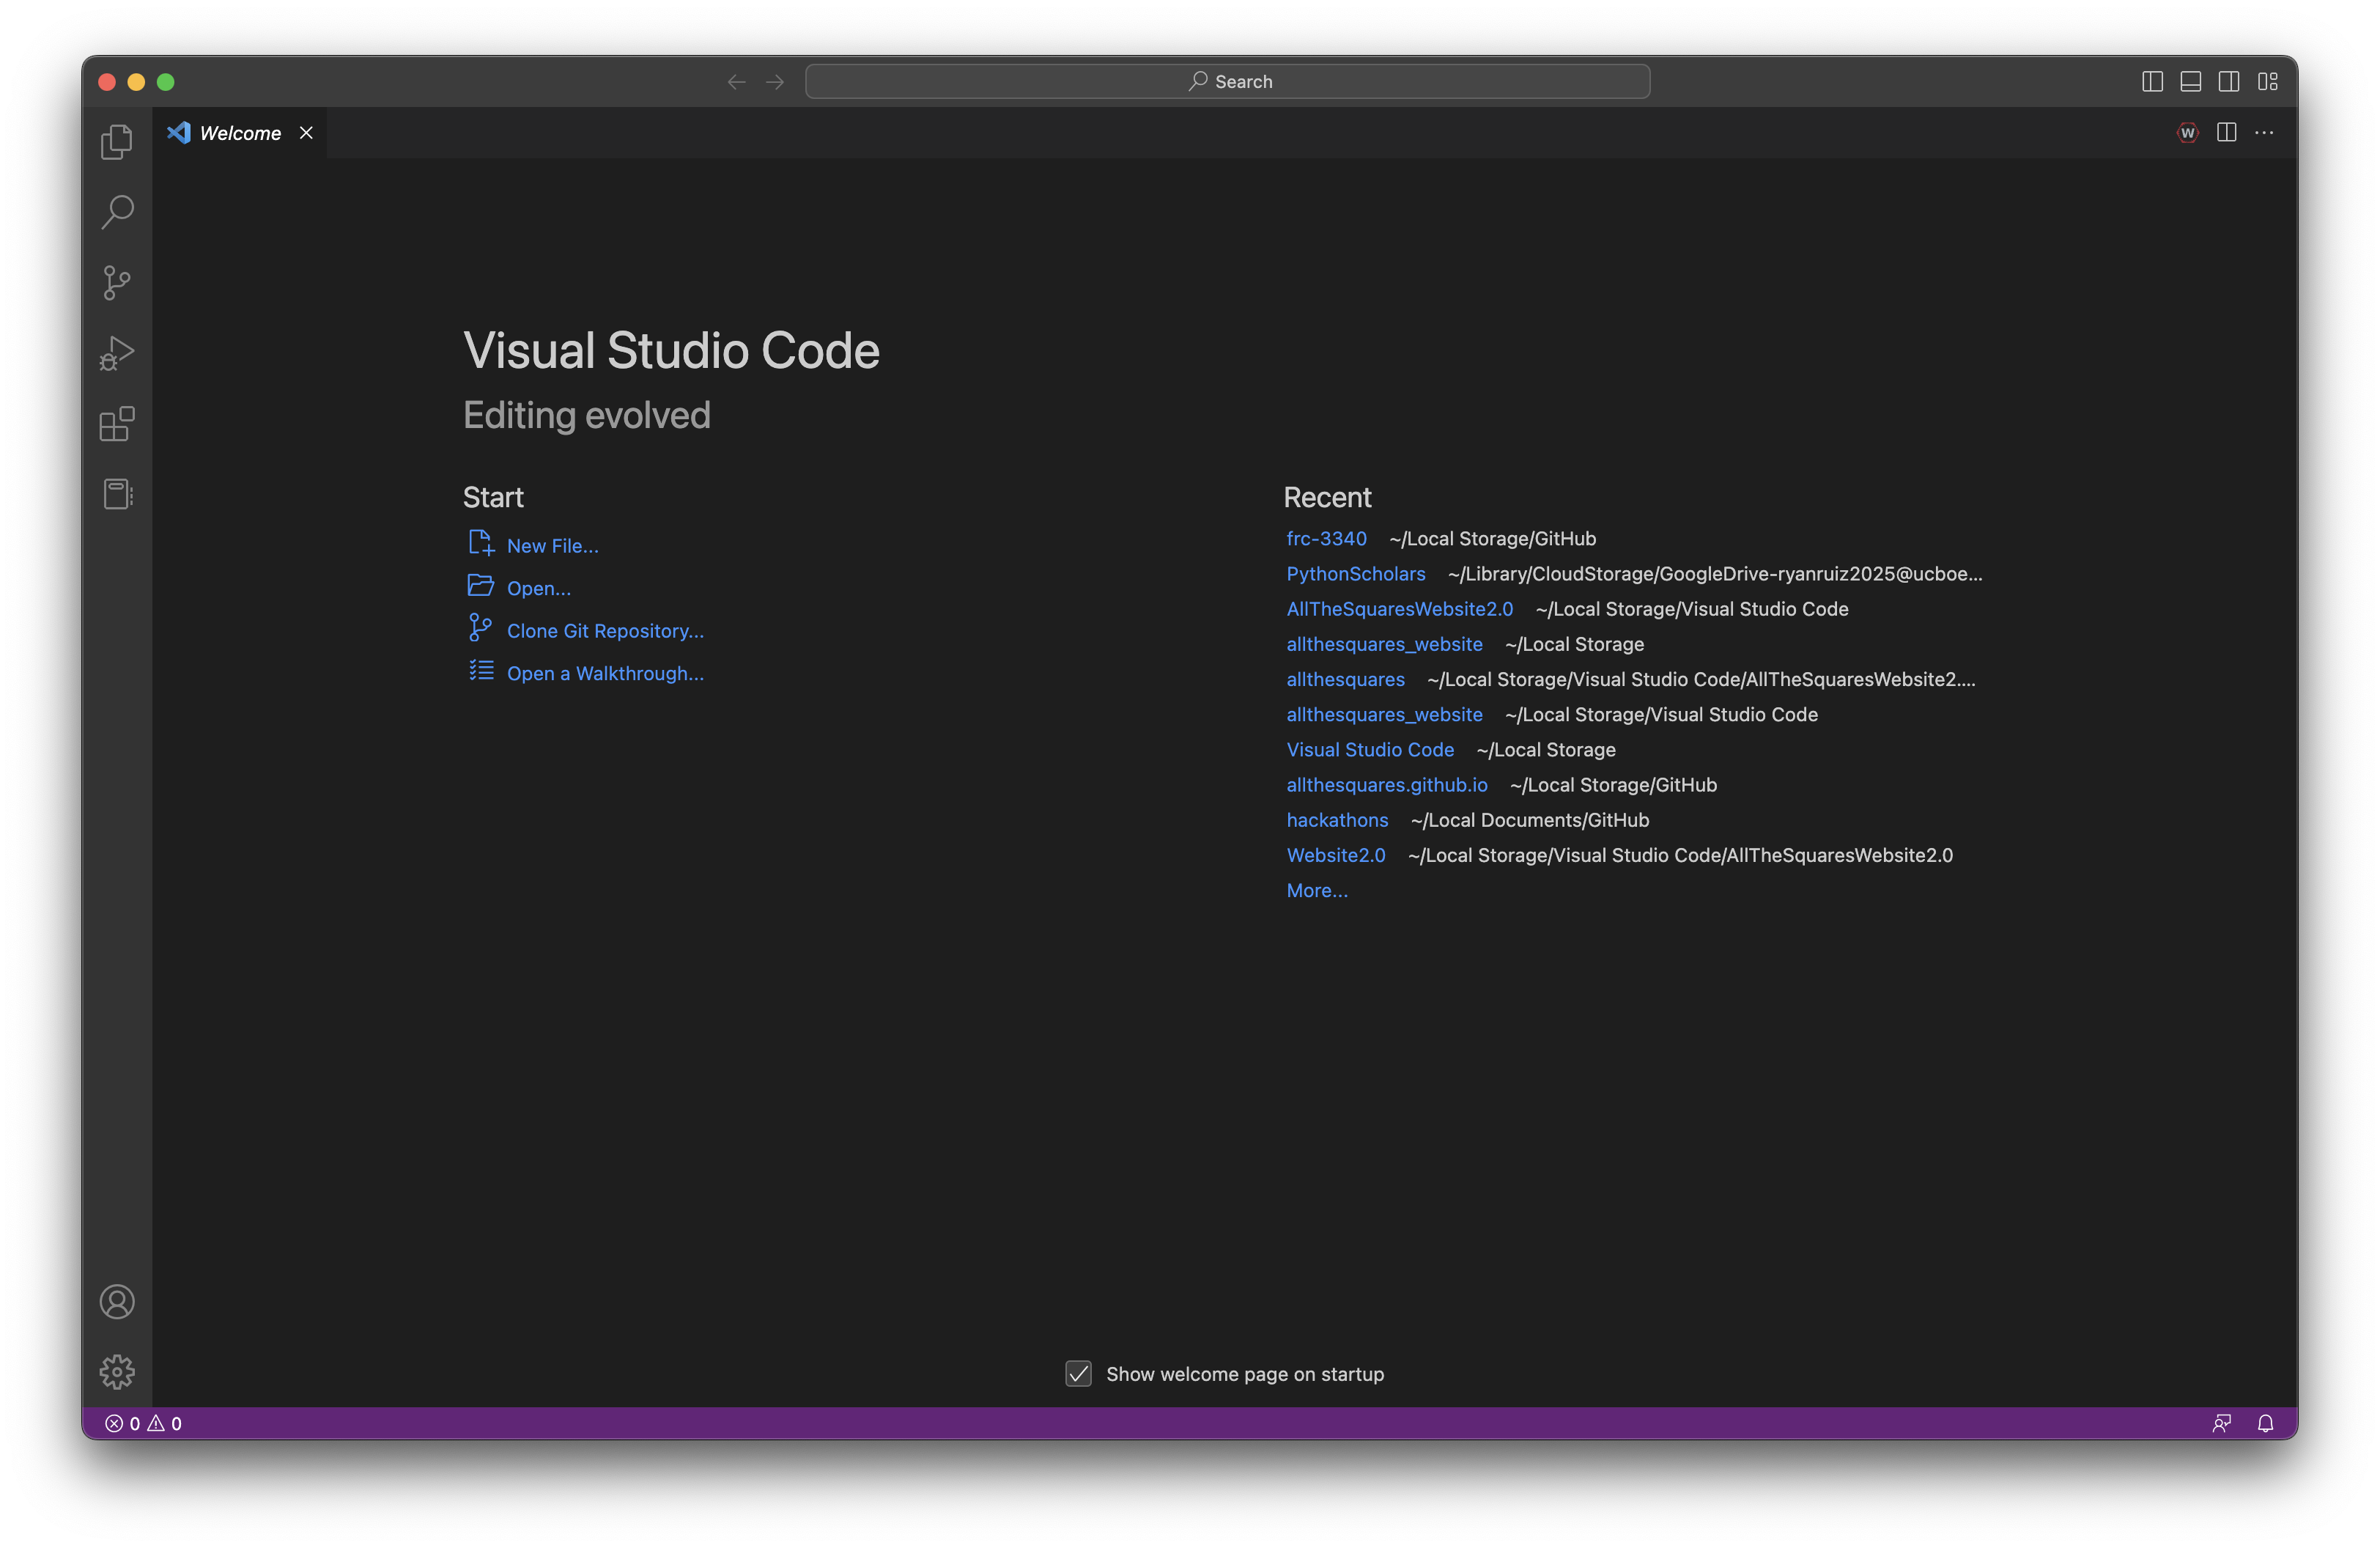 Search
Welcome
W
Visual Studio Code
Editing evolved
Start
New File...
Open...
Clone Git Repository...
Open a Walkthrough...
Recent
frc-3340 ~/Local Storage/GitHub
PythonScholars ~/Library/CloudStorage/GoogleDrive-ryanruiz2025@ucboe...
AllTheSquaresWebsite2.0 ~/Local Storage/Visual Studio Code
allthesquares_website ~/Local Storage
allthesquares ~/Local Storage/Visual Studio Code/AllTheSquaresWebsite2....
allthesquares_website ~/Local Storage/Visual Studio Code
Visual Studio Code ~/Local Storage
allthesquares.github.io ~/Local Storage/GitHub
hackathons ~/Local Documents/GitHub
Website2.0 ~/Local Storage/Visual Studio Code/AllTheSquaresWebsite2.0
More...
Show welcome page on startup
0 0